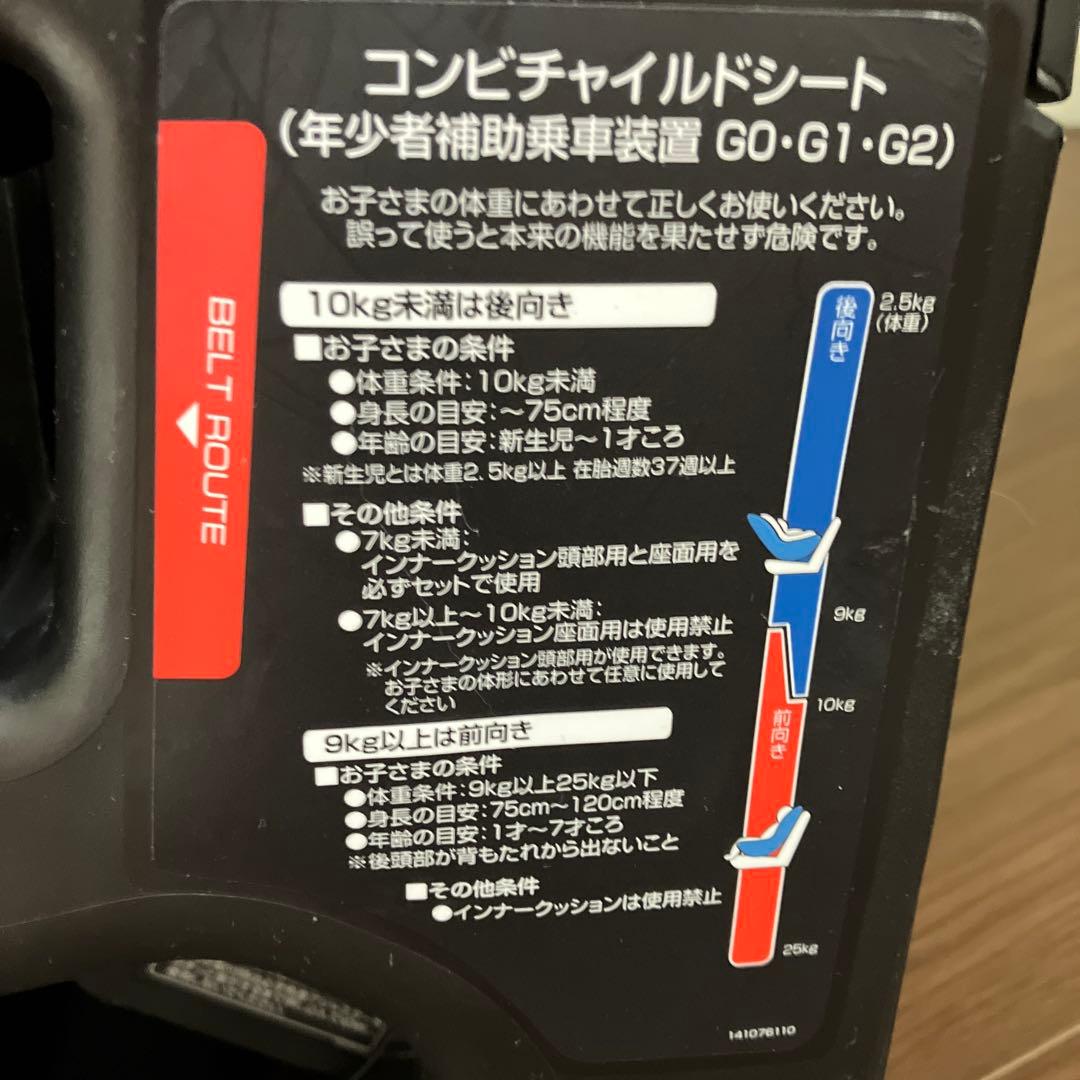 コンビチャイルドシート
(年少者補助乗車装置 G0・G1・G2)
お子さまの体重にあわせて正しくお使いください。
誤って使うと本来の機能を果たせず危険です。
BELT ROUTE
10kg未満は後向き
■お子さまの条件
●体重条件:10kg未満
●身長の目安:～75cm程度
●年齢の目安:新生児～1才ころ
※新生児とは体重2.5kg以上 在胎週数37週以上
■その他条件
●7kg未満:
インナークッション頭部用と座面用を
必ずセットで使用
●7kg以上～10kg未満:
インナークッション座面用は使用禁止
※インナークッション頭部用が使用できます。
お子さまの体形にあわせて任意に使用して
ください
9kg以上は前向き
■お子さまの条件
●体重条件:9kg以上25kg以下
●身長の目安:75cm～120cm程度
●年齢の目安:1才～7才ころ
※後頭部が背もたれから出ないこと
■その他条件
●インナークッションは使用禁止
後向き
2.5kg
(体重)
9kg
10kg
前向き
25kg
141076110